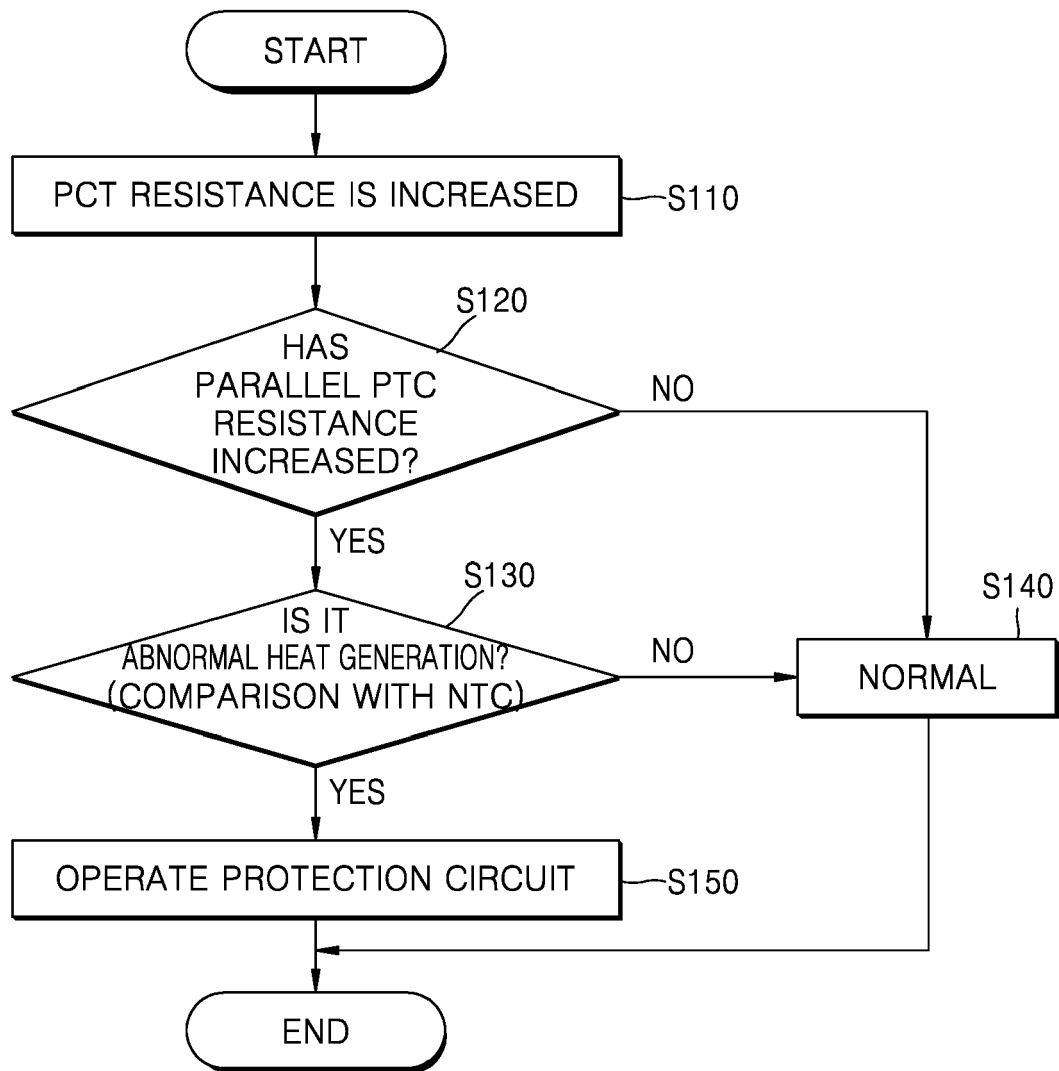 START
PCT RESISTANCE IS INCREASED
S110
S120
HAS
PARALLEL PTC
RESISTANCE
INCREASED?
NO
YES
S130
IS IT
ABNORMAL HEAT GENERATION?
(COMPARISON WITH NTC)
NO
S140
NORMAL
YES
OPERATE PROTECTION CIRCUIT
S150
END